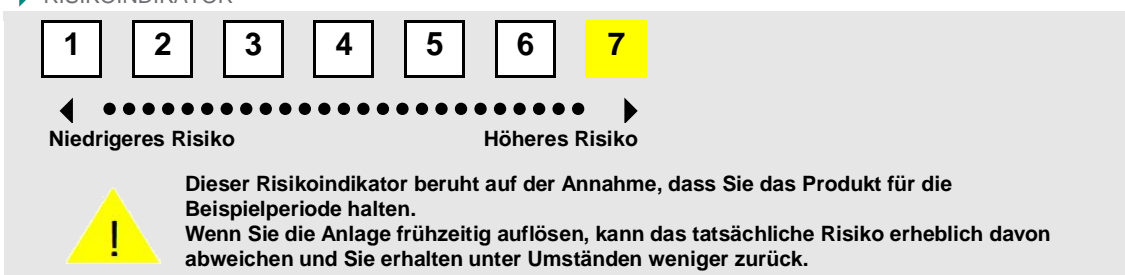 RISIKOINDIKATOR
1 2 3 4 5 6 7
Niedrigeres Risiko Höheres Risiko
Dieser Risikoindikator beruht auf der Annahme, dass Sie das Produkt für die
Beispielperiode halten.
Wenn Sie die Anlage frühzeitig auflösen, kann das tatsächliche Risiko erheblich davon
abweichen und Sie erhalten unter Umständen weniger zurück.
!